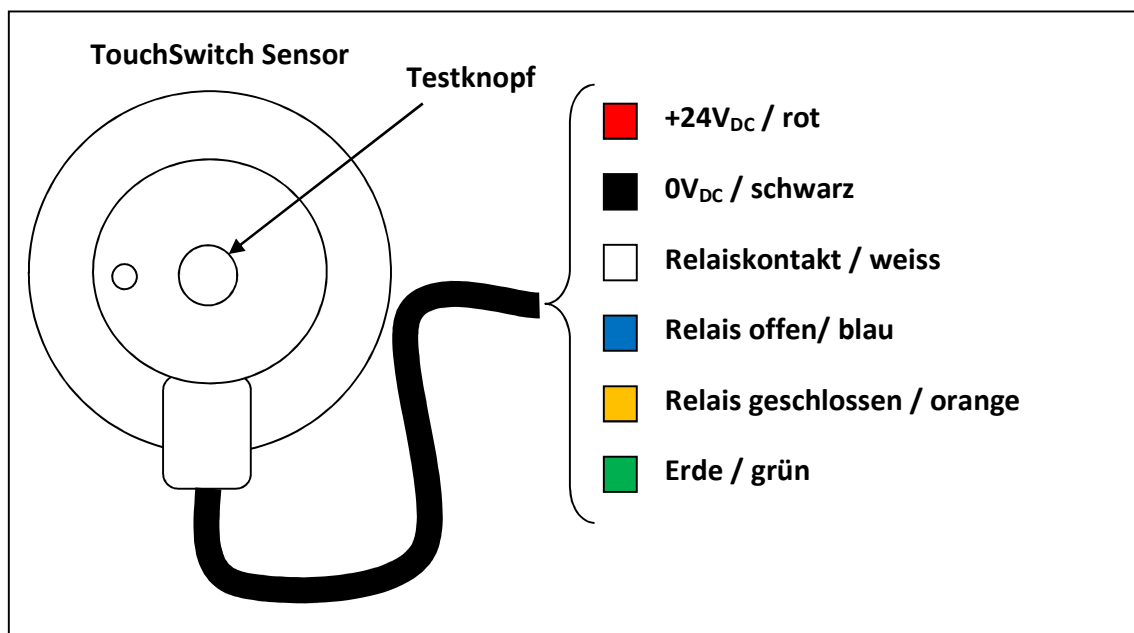 TouchSwitch Sensor
Testknopf
+24VDC / rot
0VDC / schwarz
Relaiskontakt / weiss
Relais offen/ blau
Relais geschlossen / orange
Erde / grün